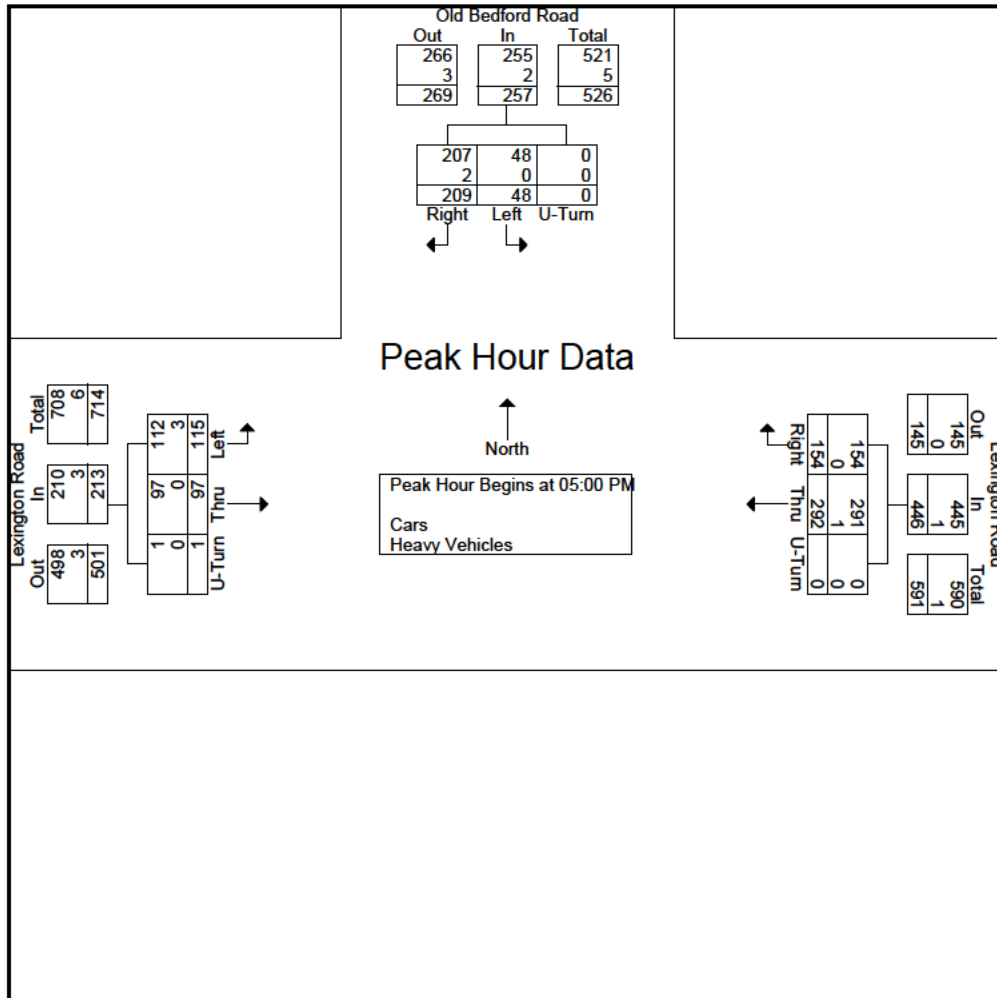 Old Bedford Road
Out In Total
266 255 521
3 2 5
269 257 526
207 48 0
2 0 0
209 48 0
Right Left U-Turn
Peak Hour Data
North
Peak Hour Begins at 05:00 PM
Cars
Heavy Vehicles
Lexington Road
Out In Total
498 210 708
3 3 6
501 213 714
U-Turn Thru Left
1 97 112
0 0 3
1 97 115
Lexington Road
Out In Total
145 445 590
0 1 1
145 446 591
154 291 0
0 1 0
154 292 0
Right Thru U-Turn